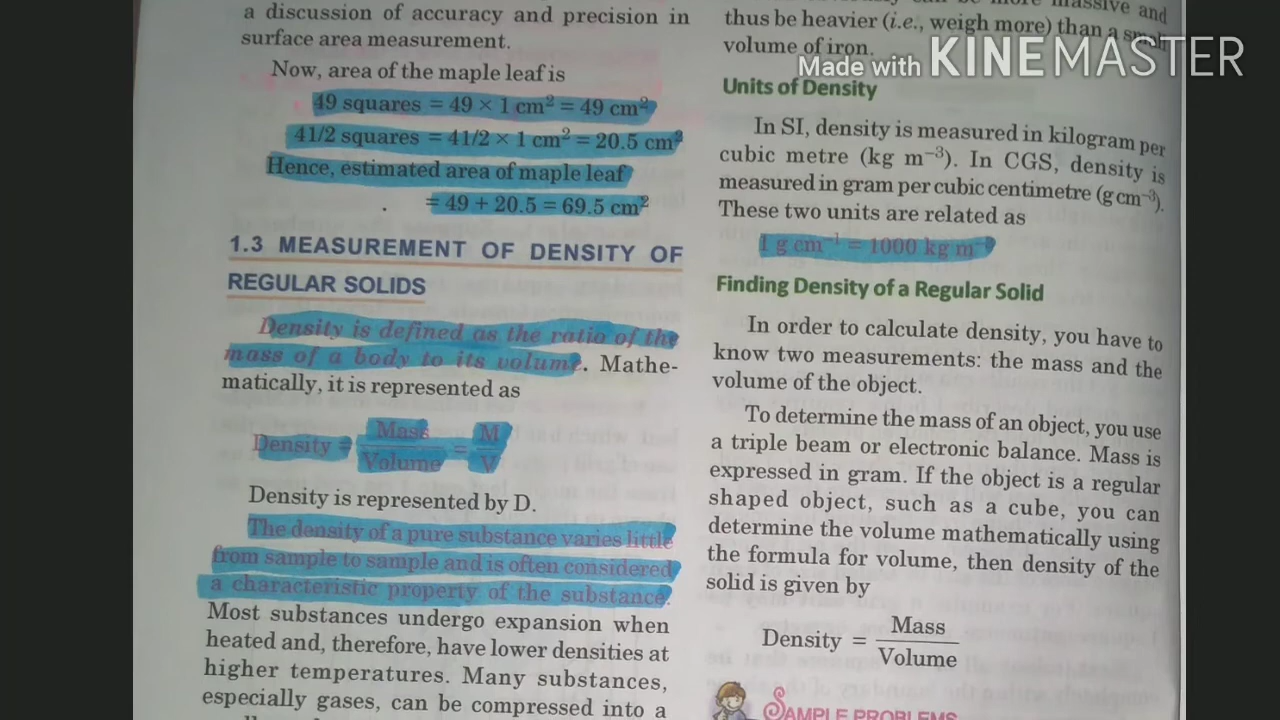 a discussion of accuracy and precision in
surface area measurement.
Now, area of the maple leaf is
49 squares = 49 × 1 cm² = 49 cm²
41/2 squares = 41/2 × 1 cm² = 20.5 cm²
Hence, estimated area of maple leaf
= 49 + 20.5 = 69.5 cm²
1.3 MEASUREMENT OF DENSITY OF
REGULAR SOLIDS
Density is defined as the ratio of the
mass of a body to its volume. Mathe-
matically, it is represented as
Density = Mass/Volume = M/V
Density is represented by D.
The density of a pure substance varies little
from sample to sample and is often considered
a characteristic property of the substance.
Most substances undergo expansion when
heated and, therefore, have lower densities at
higher temperatures. Many substances,
especially gases, can be compressed into a
massive and
thus be heavier (i.e., weigh more) than a small
volume of iron.
Made with KINEMASTER
Units of Density
In SI, density is measured in kilogram per
cubic metre (kg m⁻³). In CGS, density is
measured in gram per cubic centimetre (g cm⁻³).
These two units are related as
1 g cm⁻¹ = 1000 kg m
Finding Density of a Regular Solid
In order to calculate density, you have to
know two measurements: the mass and the
volume of the object.
To determine the mass of an object, you use
a triple beam or electronic balance. Mass is
expressed in gram. If the object is a regular
shaped object, such as a cube, you can
determine the volume mathematically using
the formula for volume, then density of the
solid is given by
Density = Mass/Volume
SAMPLE PROBLEMS